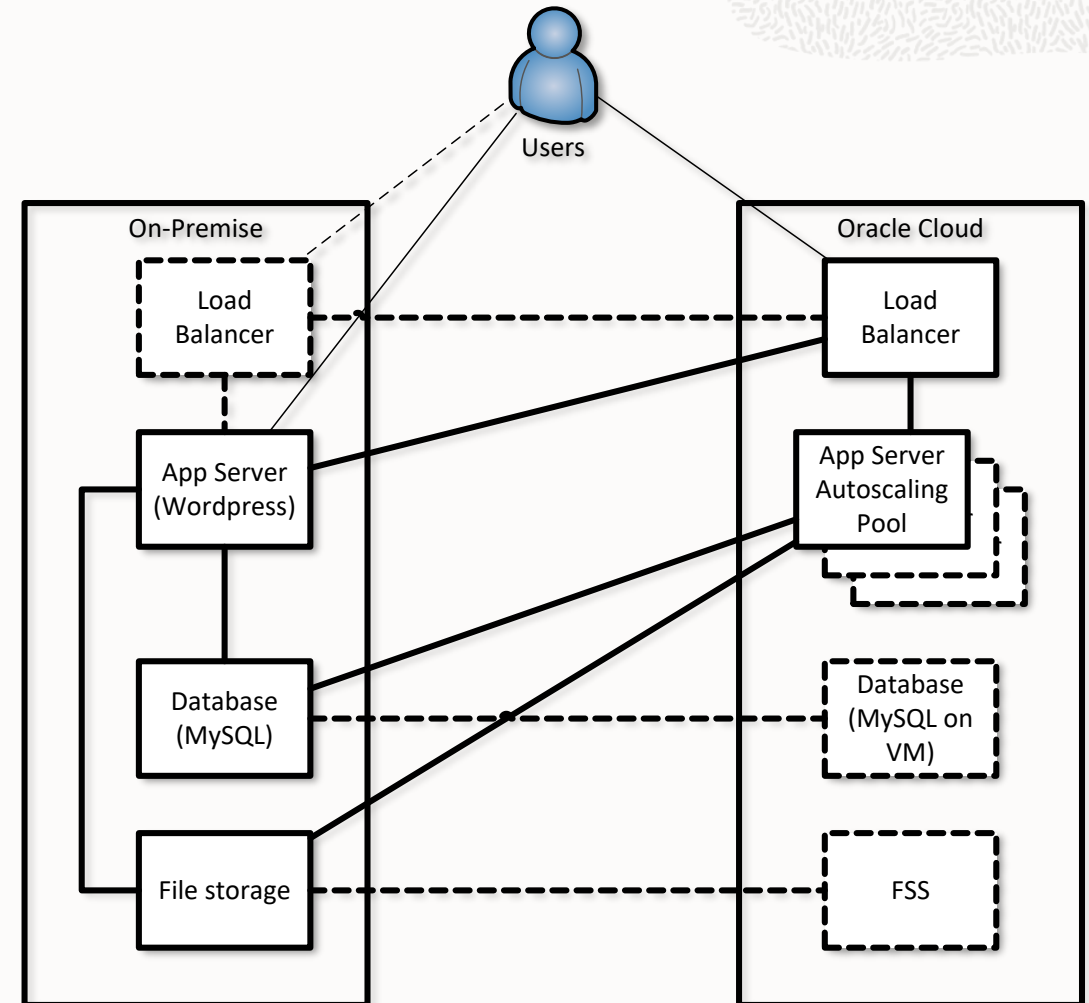 Users
On-Premise
Oracle Cloud
Load
Balancer
Load
Balancer
App Server
(Wordpress)
App Server
Autoscaling
Pool
Database
(MySQL)
Database
(MySQL on
VM)
File storage
FSS